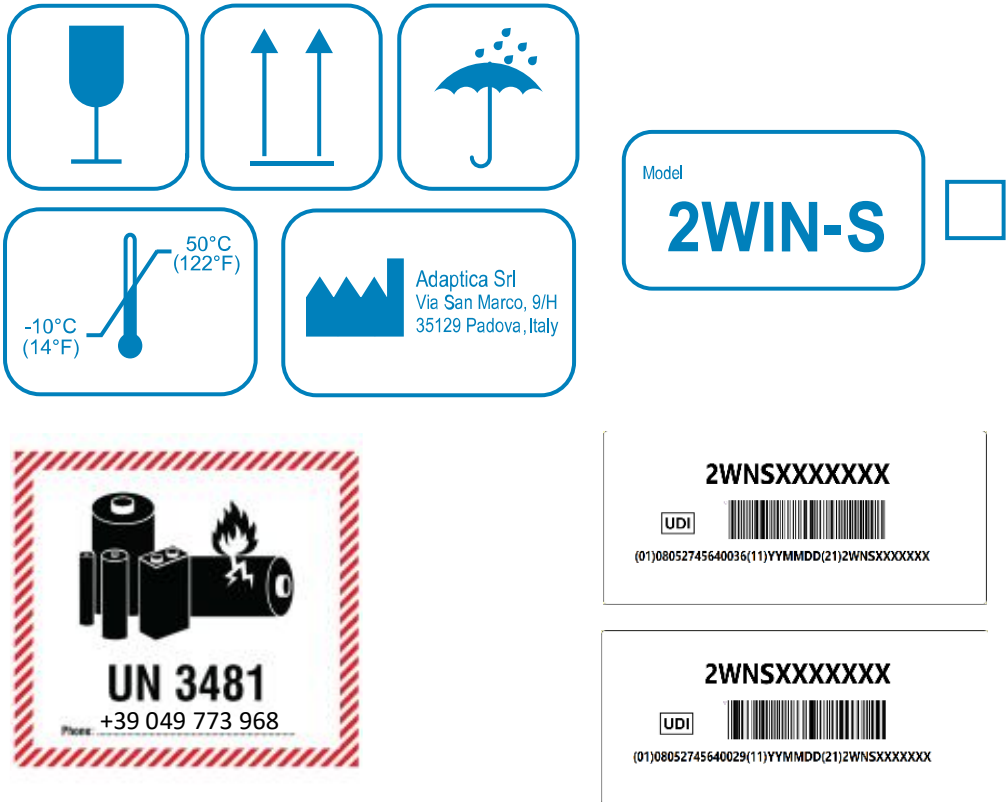 Model
2WIN-S
50°C
(122°F)
-10°C
(14°F)
Adaptica Srl
Via San Marco, 9/H
35129 Padova, Italy
UN 3481
Phone: +39 049 773 968
2WNSXXXXXXX
UDI
(01)08052745640036(11)YYMMDD(21)2WNSXXXXXXX
2WNSXXXXXXX
UDI
(01)08052745640029(11)YYMMDD(21)2WNSXXXXXXX